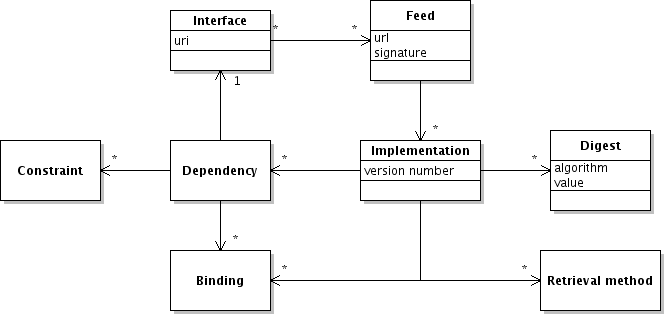 Interface
uri
*
*
Feed
url
signature
1
*
Constraint
*
Dependency
*
Implementation
version number
*
Digest
algorithm
value
*
Binding
*
*
Retrieval method